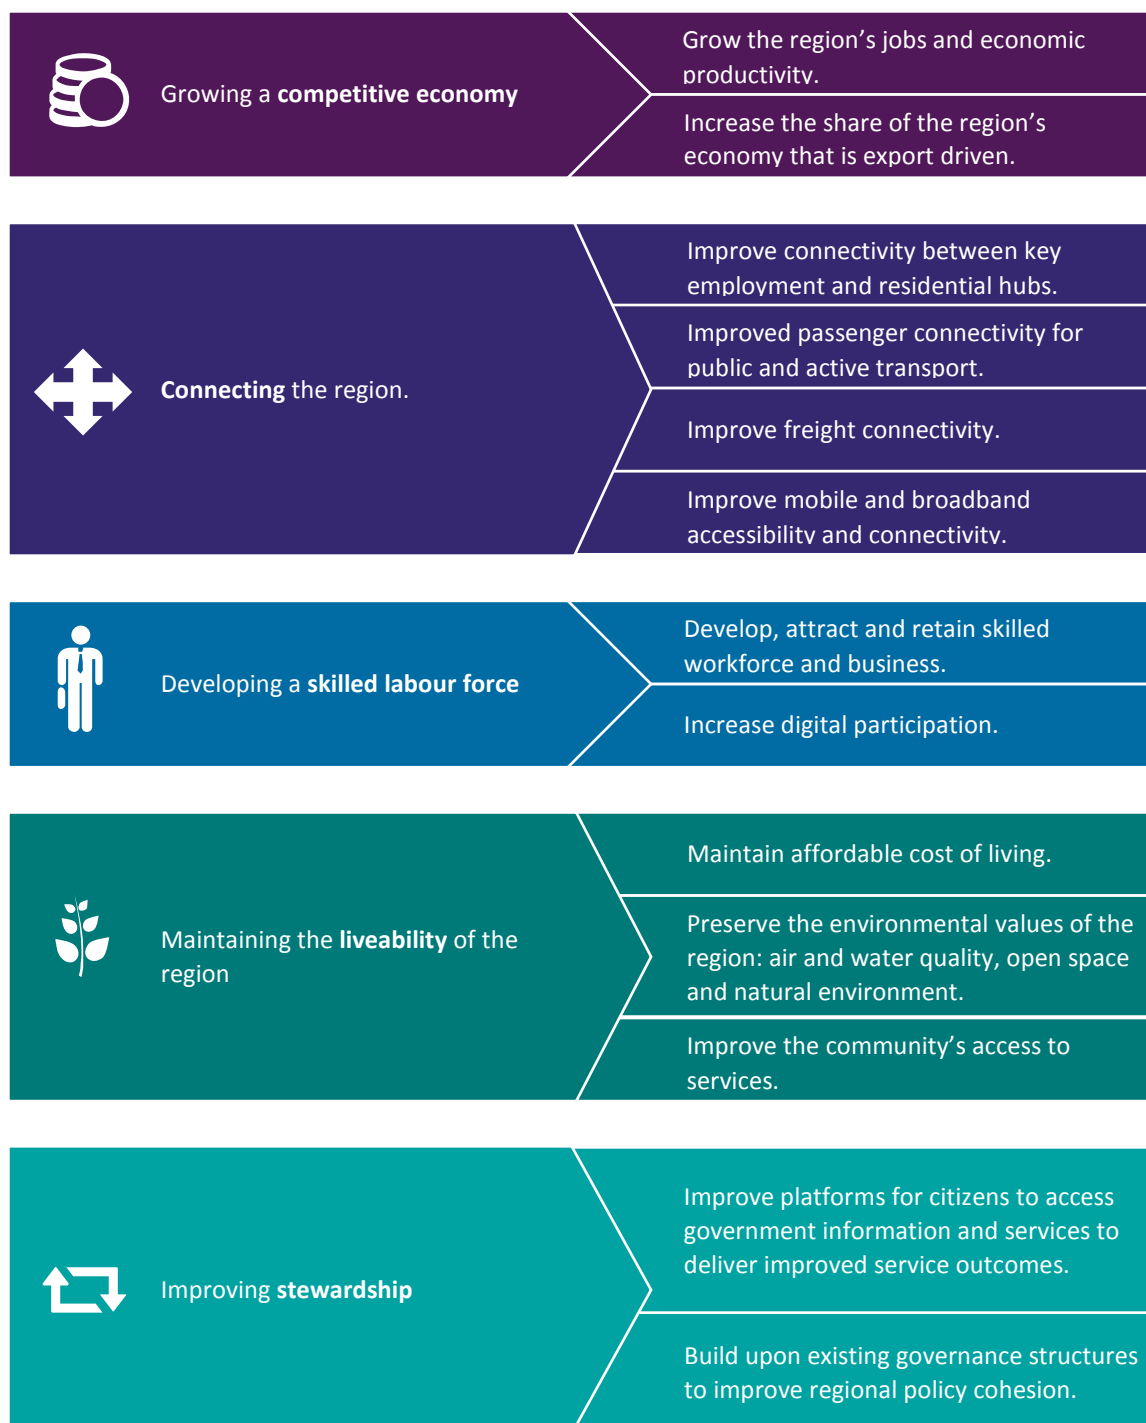 Growing a competitive economy
Grow the region’s jobs and economic
productivity.
Increase the share of the region’s
economy that is export driven.
Connecting the region.
Improve connectivity between key
employment and residential hubs.
Improved passenger connectivity for
public and active transport.
Improve freight connectivity.
Improve mobile and broadband
accessibility and connectivity.
Developing a skilled labour force
Develop, attract and retain skilled
workforce and business.
Increase digital participation.
Maintaining the liveability of the
region
Maintain affordable cost of living.
Preserve the environmental values of the
region: air and water quality, open space
and natural environment.
Improve the community’s access to
services.
Improving stewardship
Improve platforms for citizens to access
government information and services to
deliver improved service outcomes.
Build upon existing governance structures
to improve regional policy cohesion.